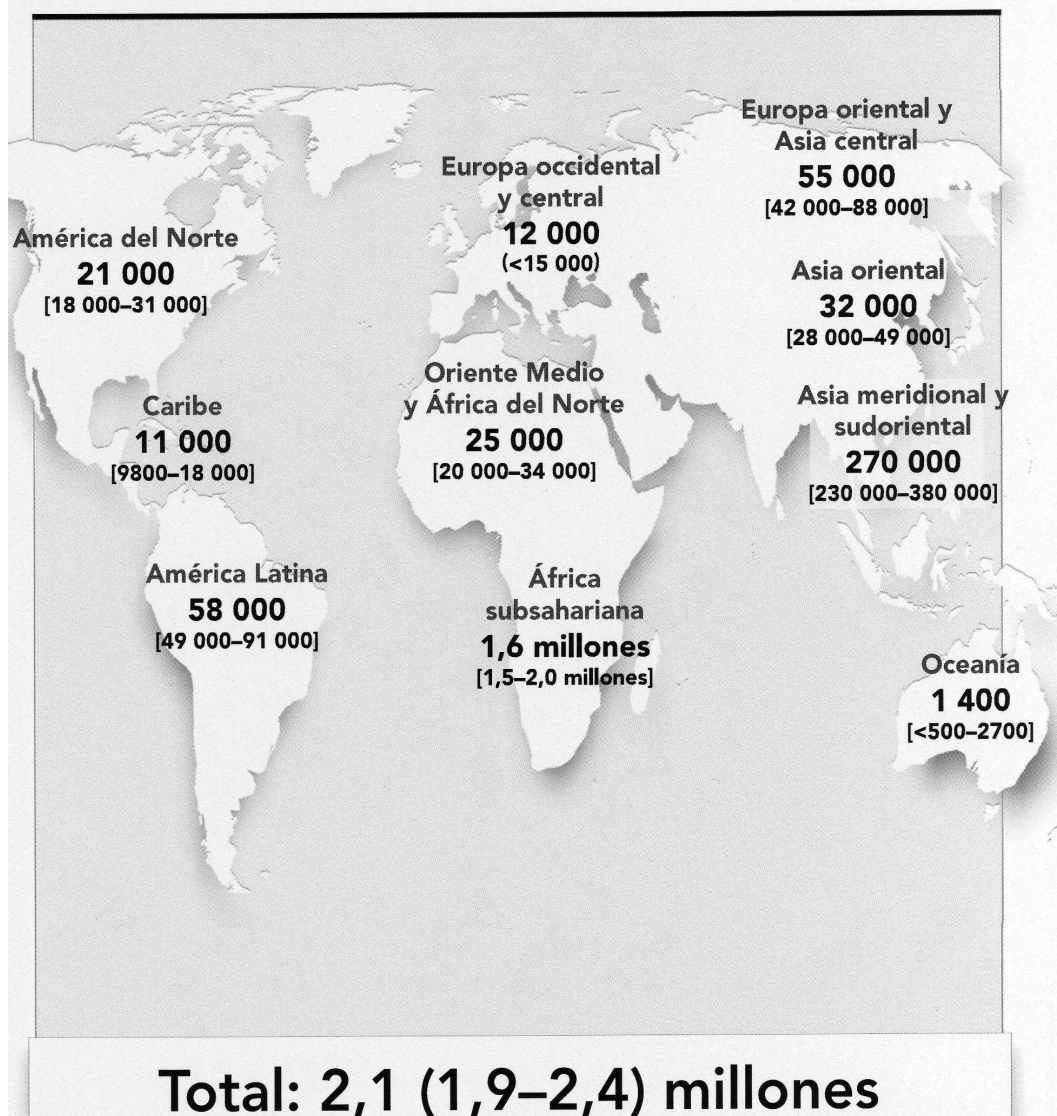 Europa oriental y
Asia central
55 000
[42 000–88 000]
Europa occidental
y central
12 000
(<15 000)
América del Norte
21 000
[18 000–31 000]
Asia oriental
32 000
[28 000–49 000]
Oriente Medio
y África del Norte
25 000
[20 000–34 000]
Caribe
11 000
[9800–18 000]
Asia meridional y
sudoriental
270 000
[230 000–380 000]
América Latina
58 000
[49 000–91 000]
África
subsahariana
1,6 millones
[1,5–2,0 millones]
Oceanía
1 400
[<500–2700]
Total: 2,1 (1,9–2,4) millones